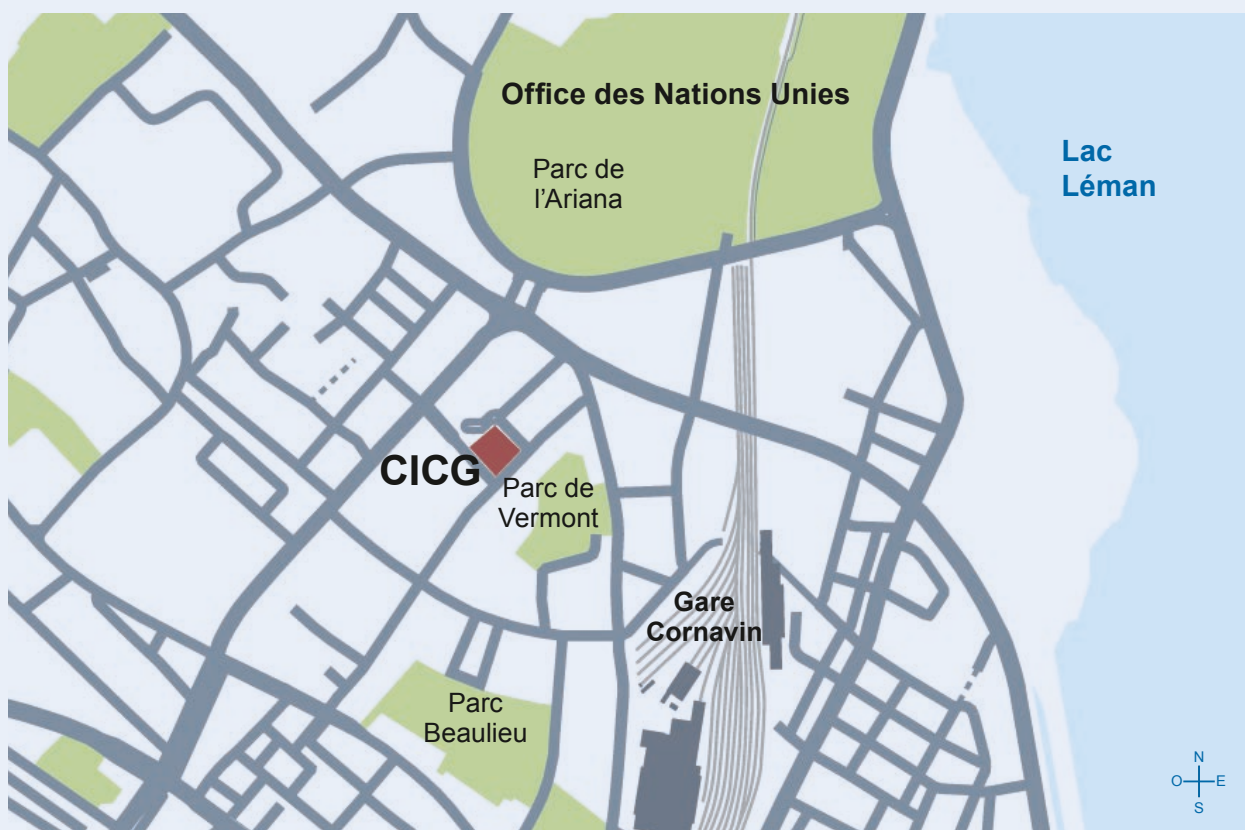 Office des Nations Unies
Parc de
l'Ariana
Lac
Léman
CICG
Parc de
Vermont
Gare
Cornavin
Parc
Beaulieu
N
O
E
S